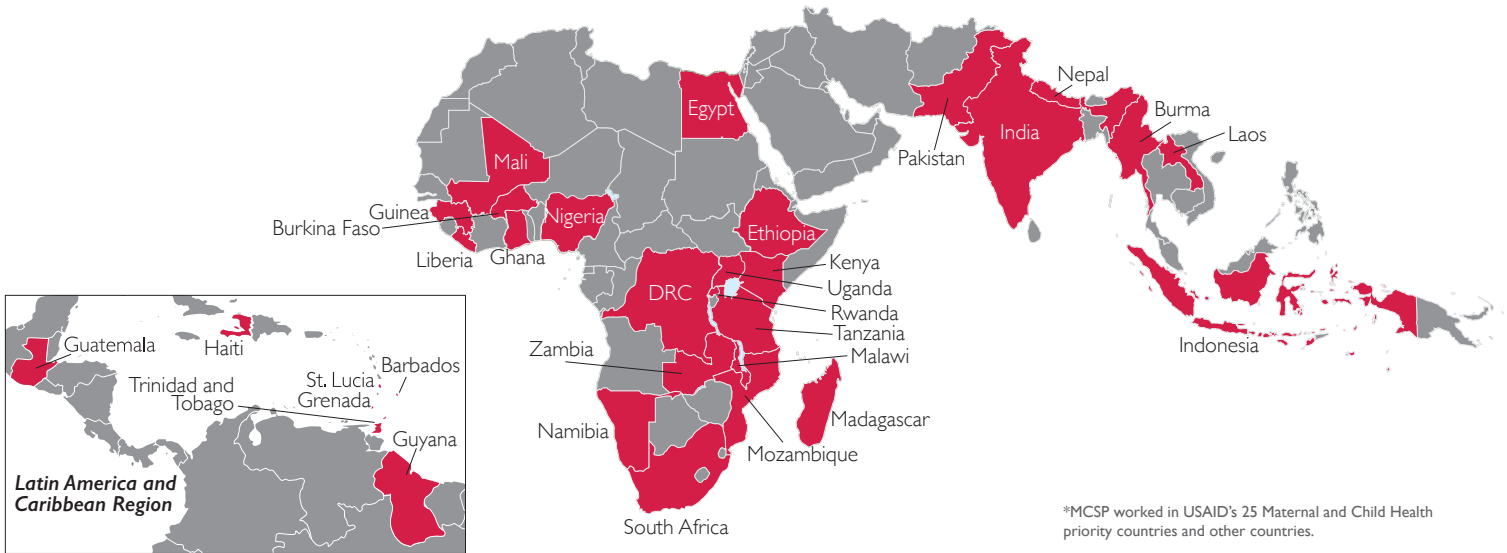 Egypt
Mali
Guinea
Burkina Faso
Nigeria
Liberia
Ghana
Ethiopia
DRC
Kenya
Uganda
Rwanda
Tanzania
Malawi
Zambia
Namibia
Madagascar
Mozambique
South Africa
Nepal
India
Pakistan
Burma
Laos
Indonesia
Guatemala
Haiti
Barbados
St. Lucia
Grenada
Trinidad and
Tobago
Guyana
Latin America and
Caribbean Region
*MCSP worked in USAID's 25 Maternal and Child Health
priority countries and other countries.